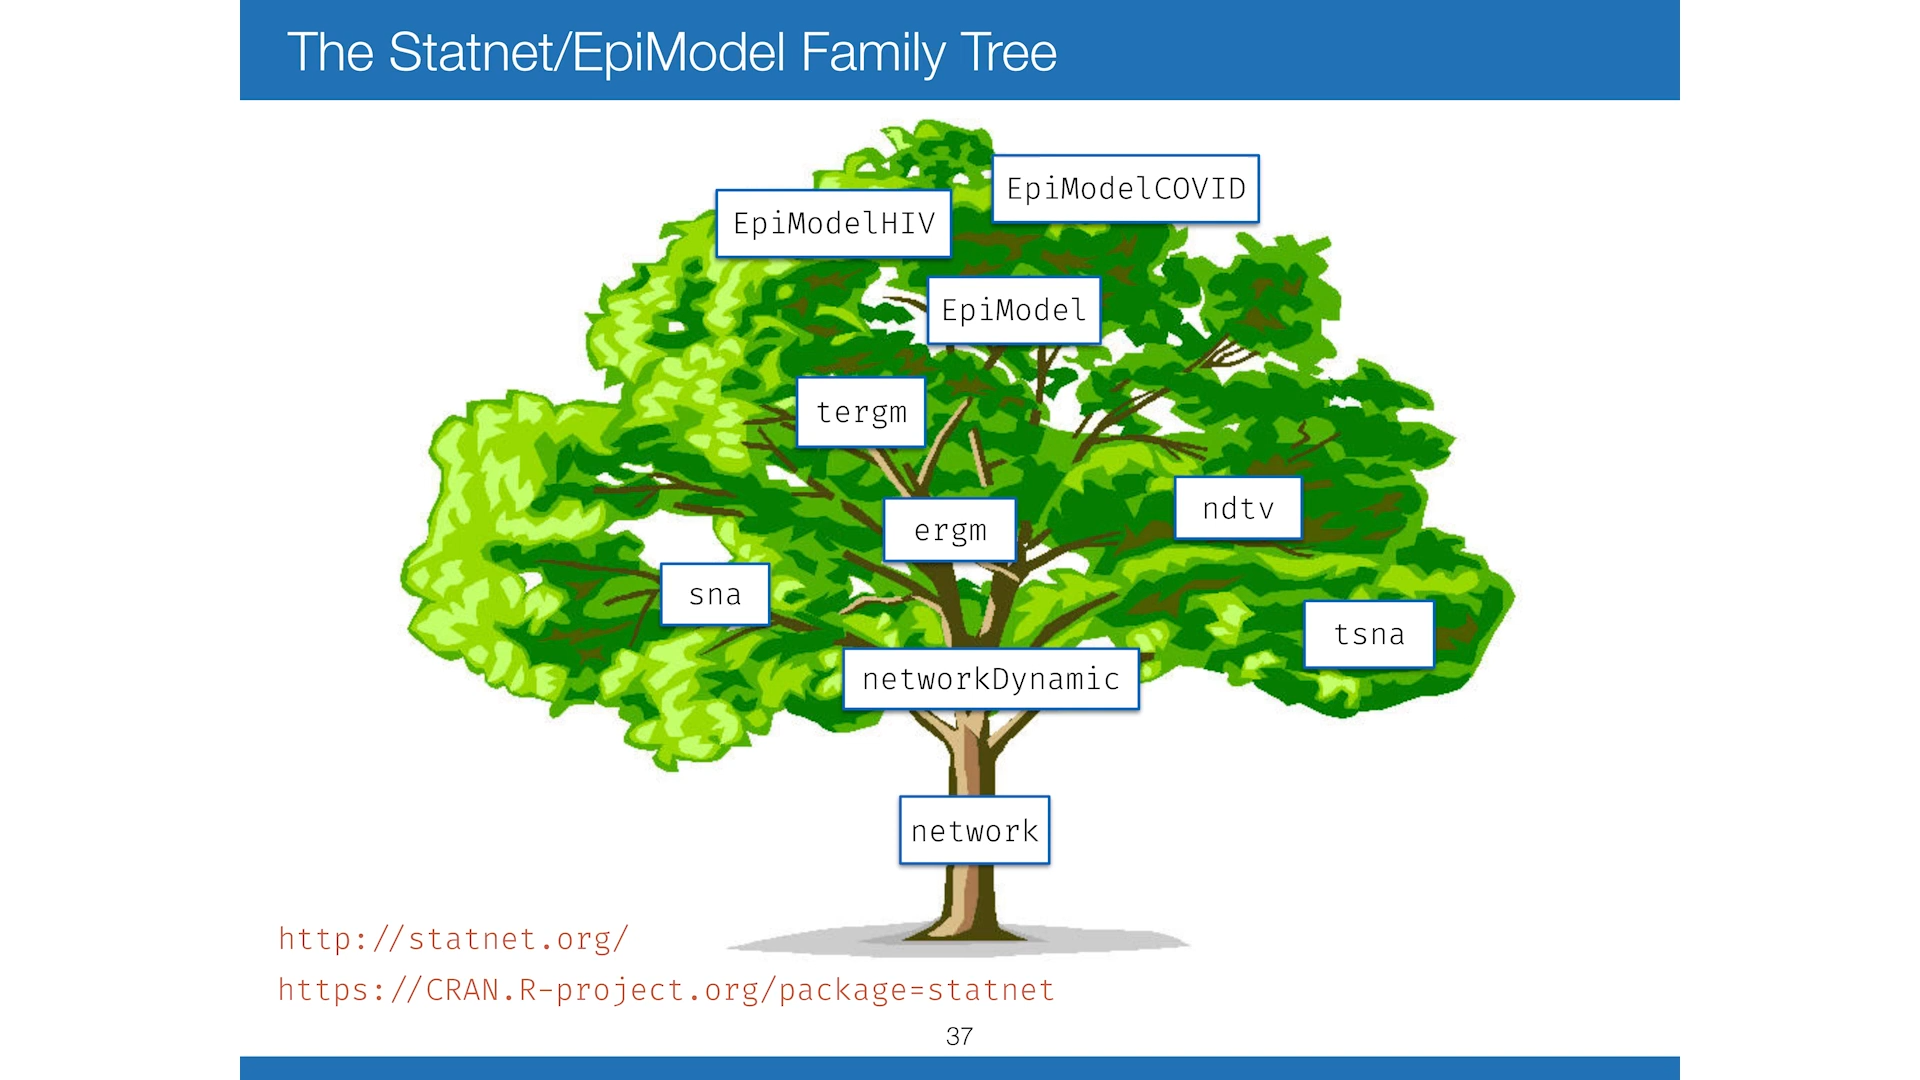 The Statnet/EpiModel Family Tree
EpiModelCOVID
EpiModelHIV
EpiModel
tergm
ndtv
ergm
sna
tsna
networkDynamic
network
http://statnet.org/
https://CRAN.R-project.org/package=statnet
37